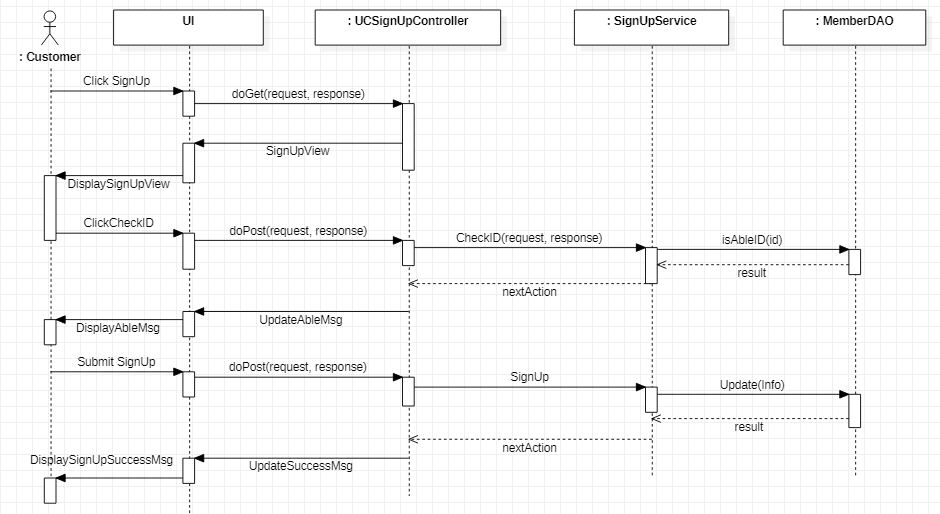 UI
: UCSignUpController
: SignUpService
: MemberDAO
: Customer
Click SignUp
doGet(request, response)
SignUpView
DisplaySignUpView
ClickCheckID
doPost(request, response)
CheckID(request, response)
isAbleID(id)
result
nextAction
UpdateAbleMsg
DisplayAbleMsg
Submit SignUp
doPost(request, response)
SignUp
Update(Info)
result
nextAction
UpdateSuccessMsg
DisplaySignUpSuccessMsg